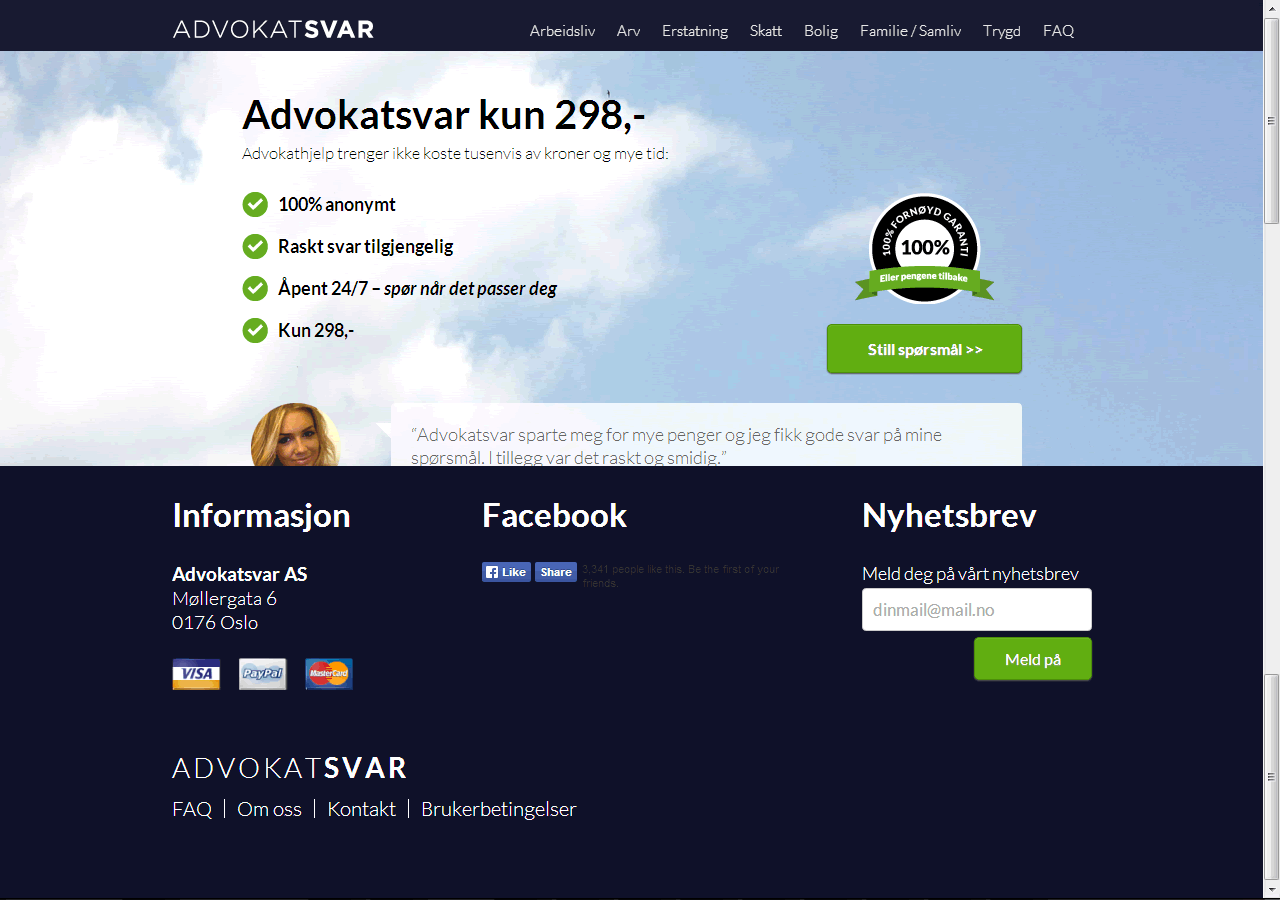 ADVOKATSVAR
Arbeidsliv Arv Erstatning Skatt Bolig Familie / Samliv Trygd FAQ
Advokatsvar kun 298,-
Advokathjelp trenger ikke koste tusenvis av kroner og mye tid:
100% anonymt
Raskt svar tilgjengelig
Åpent 24/7 – spør når det passer deg
Kun 298,-
100% FORNØYD GARANTI
100%
Eller pengene tilbake
Still spørsmål >>
“Advokatsvar sparte meg for mye penger og jeg fikk gode svar på mine
spørsmål. I tillegg var det raskt og smidig.”
Informasjon
Advokatsvar AS
Møllergata 6
0176 Oslo
VISA PayPal MasterCard
Facebook
Like Share 3,341 people like this. Be the first of your
friends.
Nyhetsbrev
Meld deg på vårt nyhetsbrev
dinmail@mail.no
Meld på
ADVOKATSVAR
FAQ | Om oss | Kontakt | Brukerbetingelser